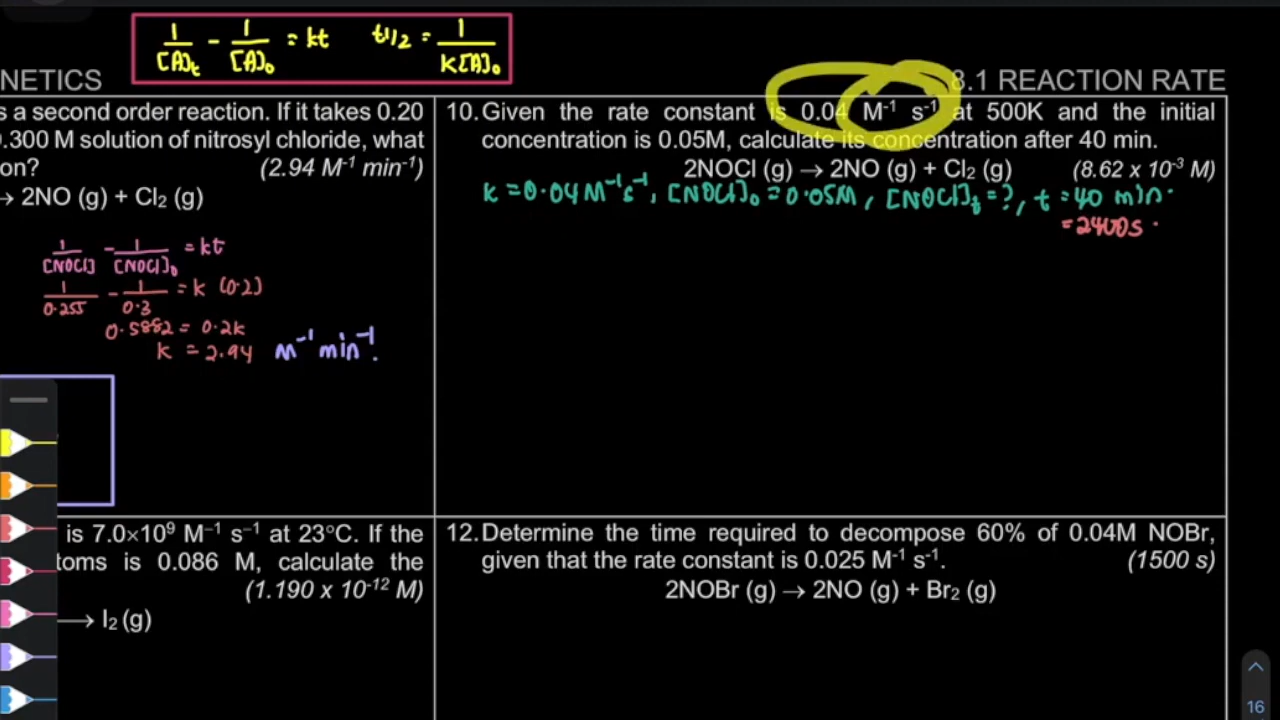 1/[A]t - 1/[A]₀ = kt t1/2 = 1/K[A]₀
NETICS
8.1 REACTION RATE
s a second order reaction. If it takes 0.20
0.300 M solution of nitrosyl chloride, what
on? (2.94 M⁻¹ min⁻¹)
→ 2NO (g) + Cl₂ (g)
1/[NOCl] - 1/[NOCl]₀ = kt
1/0.255 - 1/0.3 = k (0.2)
0.5882 = 0.2k
k = 2.94 M⁻¹ min⁻¹.
10. Given the rate constant is 0.04 M⁻¹ s⁻¹ at 500K and the initial
concentration is 0.05M, calculate its concentration after 40 min.
2NOCl (g) → 2NO (g) + Cl₂ (g) (8.62 x 10⁻³ M)
k = 0.04 M⁻¹s⁻¹, [NOCl]₀ = 0.05M, [NOCl]t = ?, t = 40 min.
= 2400s.
is 7.0×10⁹ M⁻¹ s⁻¹ at 23°C. If the
toms is 0.086 M, calculate the
(1.190 x 10⁻¹² M)
⟶ I₂ (g)
12. Determine the time required to decompose 60% of 0.04M NOBr,
given that the rate constant is 0.025 M⁻¹ s⁻¹. (1500 s)
2NOBr (g) → 2NO (g) + Br₂ (g)
16